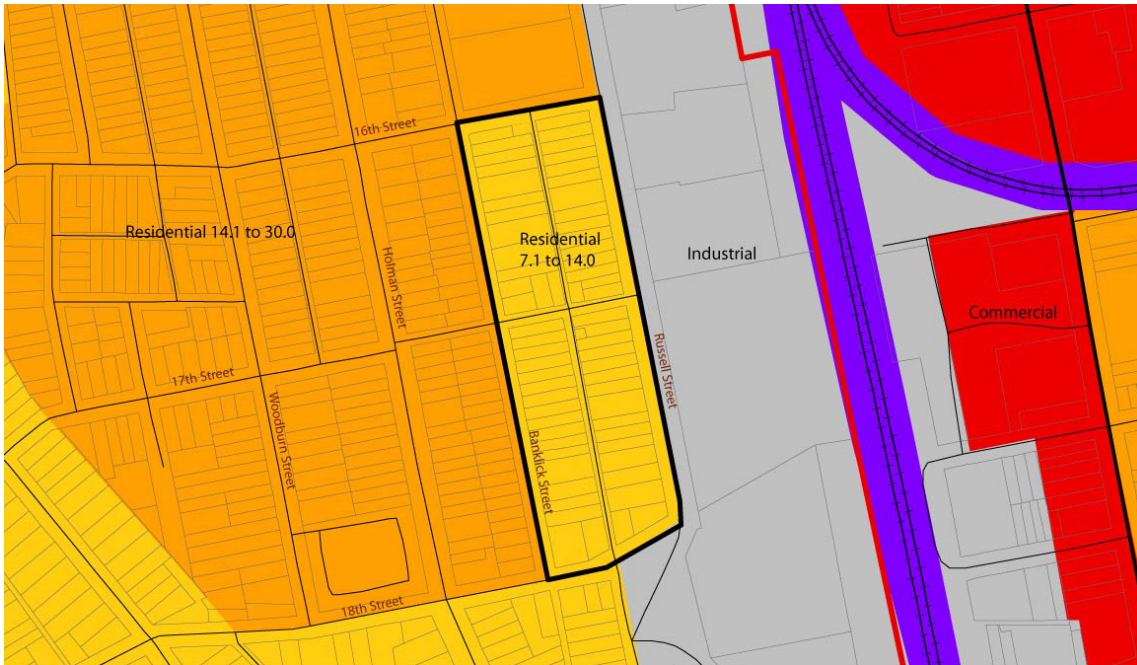 16th Street
Residential 14.1 to 30.0
Residential
7.1 to 14.0
Industrial
Holman Street
Commercial
Russell Street
17th Street
Woodburn Street
Banklick Street
18th Street